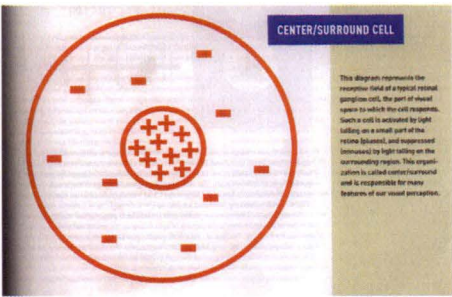 CENTER/SURROUND CELL
This diagram represents the
receptive field of a typical retinal
ganglion cell, the part of visual
space to which the cell responds.
Such a cell is activated by light
falling on a small part of the
retina (pluses), and suppressed
(minuses) by light falling on the
surrounding region. This organi-
zation is called center/surround
and is responsible for many
features of our visual perception.